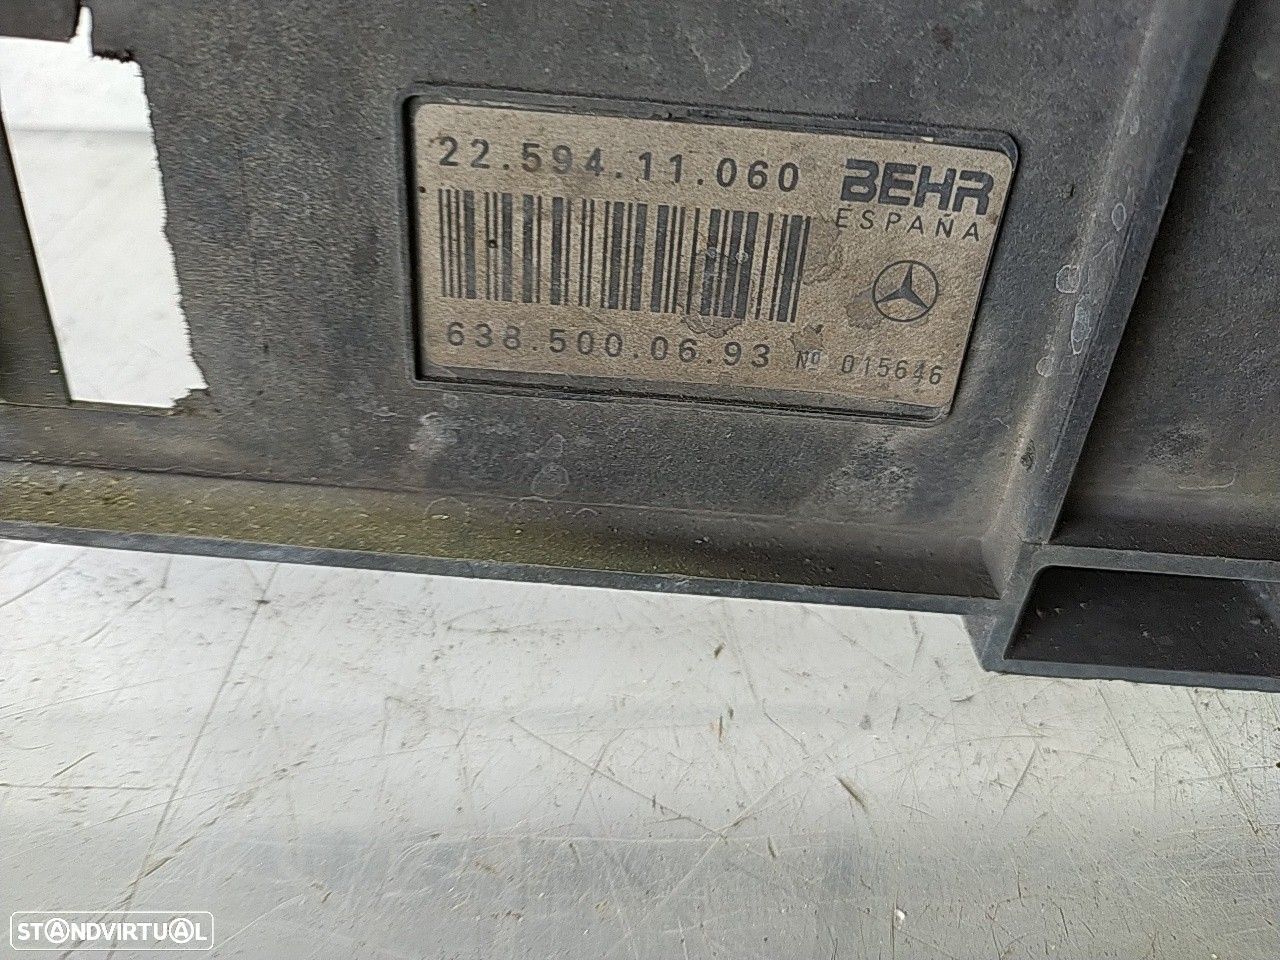 22.594.11.060
BEHR
ESPAÑA
638.500.06.93 Nº 015646
STANDVIRTUAL